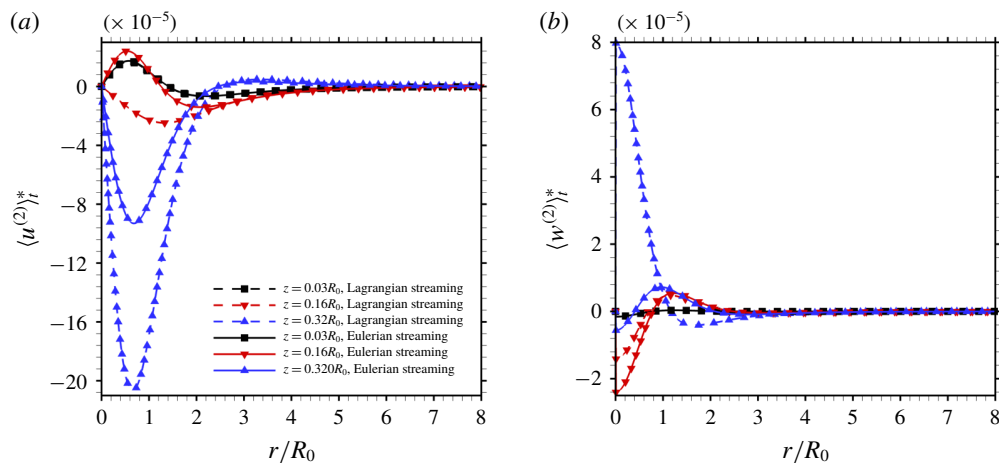 (a)
(× 10⁻⁵)
0
−4
−8
−12
−16
−20
⟨u⁽²⁾⟩*ₜ
z = 0.03R₀, Lagrangian streaming
z = 0.16R₀, Lagrangian streaming
z = 0.32R₀, Lagrangian streaming
z = 0.03R₀, Eulerian streaming
z = 0.16R₀, Eulerian streaming
z = 0.320R₀, Eulerian streaming
0 1 2 3 4 5 6 7 8
r/R₀
(b)
(× 10⁻⁵)
8
6
4
2
0
−2
⟨w⁽²⁾⟩*ₜ
0 1 2 3 4 5 6 7 8
r/R₀